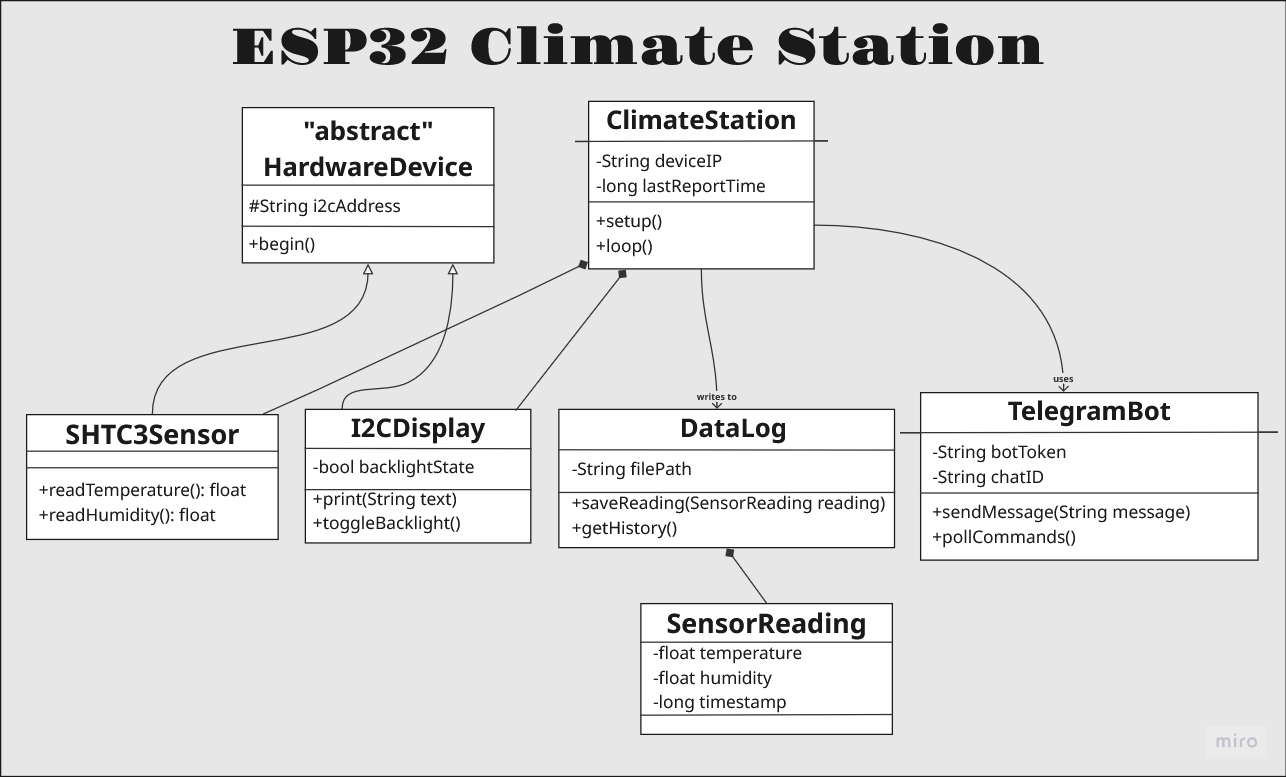 ESP32 Climate Station
"abstract"
HardwareDevice
#String i2cAddress
+begin()
ClimateStation
-String deviceIP
-long lastReportTime
+setup()
+loop()
writes to
uses
SHTC3Sensor
+readTemperature(): float
+readHumidity(): float
I2CDisplay
-bool backlightState
+print(String text)
+toggleBacklight()
DataLog
-String filePath
+saveReading(SensorReading reading)
+getHistory()
TelegramBot
-String botToken
-String chatID
+sendMessage(String message)
+pollCommands()
SensorReading
-float temperature
-float humidity
-long timestamp
miro